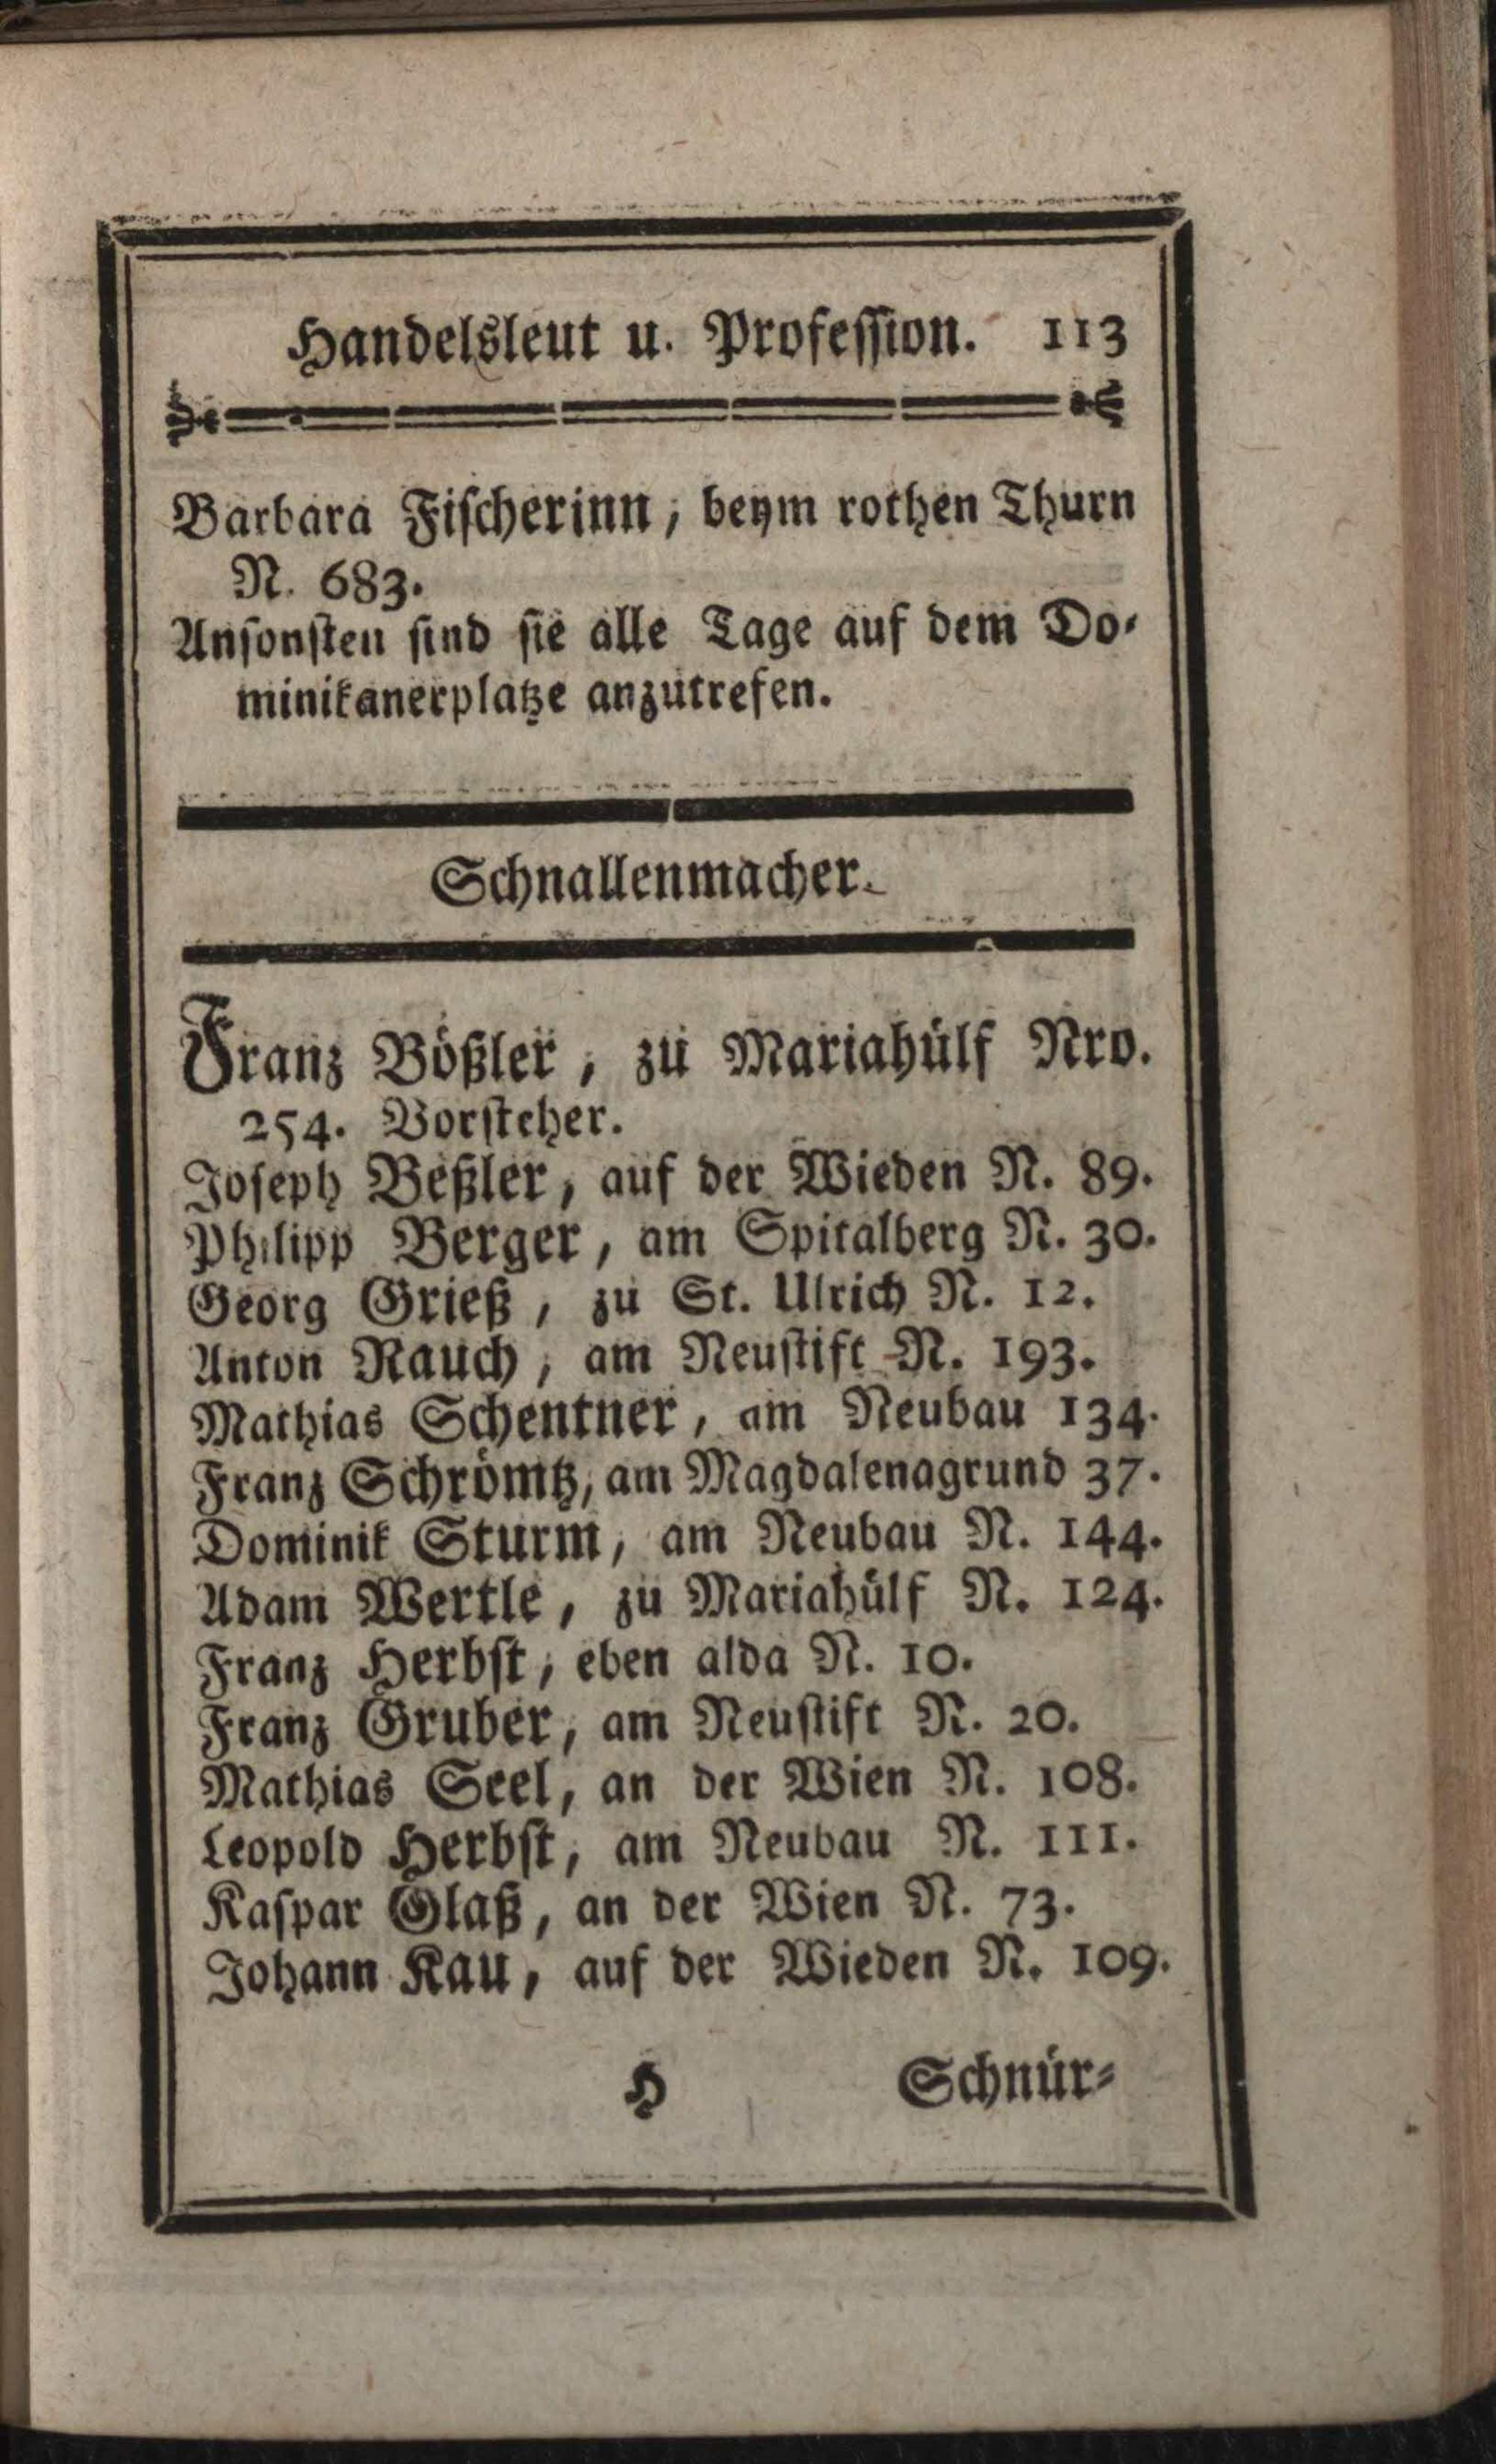 Handelsleut u. Profession. 113
Barbara Fischerinn, beym rothen Thurn
N. 683.
Ansonsten sind sie alle Tage auf dem Do-
minikanerplatze anzutrefen.
Schnallenmacher.
Franz Bößler, zu Mariahülf Nro.
254. Vorsteher.
Joseph Beßler, auf der Wieden N. 89.
Philipp Berger, am Spitalberg N. 30.
Georg Grieß, zu St. Ulrich N. 12.
Anton Rauch, am Neustift N. 193.
Mathias Schentner, am Neubau 134.
Franz Schrömtz, am Magdalenagrund 37.
Dominik Sturm, am Neubau N. 144.
Adam Wertle, zu Mariahülf N. 124.
Franz Herbst, eben alda N. 10.
Franz Gruber, am Neustift N. 20.
Mathias Seel, an der Wien N. 108.
Leopold Herbst, am Neubau N. 111.
Kaspar Glaß, an der Wien N. 73.
Johann Kau, auf der Wieden N. 109.
H Schnür-